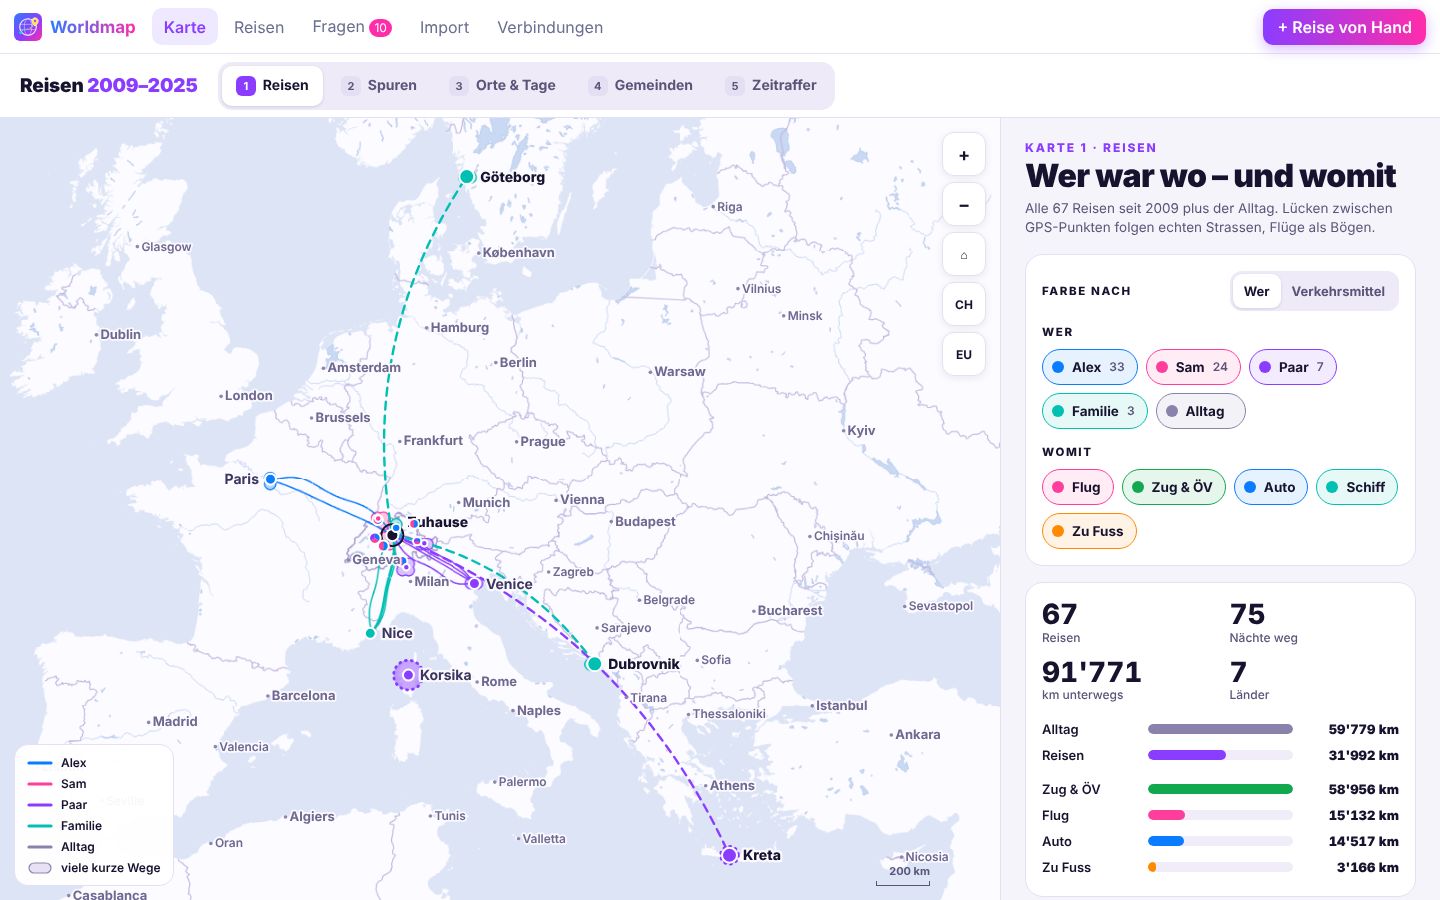 Worldmap
Karte
Reisen
Fragen 10
Import
Verbindungen
+ Reise von Hand
Reisen 2009–2025
1 Reisen
2 Spuren
3 Orte & Tage
4 Gemeinden
5 Zeitraffer
Göteborg
Riga
Glasgow
København
Vilnius
Minsk
Dublin
Hamburg
Berlin
Amsterdam
Warsaw
London
Brussels
Frankfurt
Prague
Kyiv
Paris
Munich
Vienna
Zuhause
Budapest
Chișinău
Geneva
Milan
Venice
Zagreb
Belgrade
Bucharest
Sevastopol
Nice
Sarajevo
Dubrovnik
Sofia
Korsika
Rome
Barcelona
Tirana
Istanbul
Naples
Thessaloniki
Madrid
Valencia
Ankara
Palermo
Athens
Seville
Algiers
Tunis
Oran
Valletta
Kreta
Nicosia
Casablanca
200 km
+
−
⌂
CH
EU
Alex
Sam
Paar
Familie
Alltag
viele kurze Wege
KARTE 1 · REISEN
Wer war wo – und womit
Alle 67 Reisen seit 2009 plus der Alltag. Lücken zwischen
GPS-Punkten folgen echten Strassen, Flüge als Bögen.
FARBE NACH
Wer
Verkehrsmittel
WER
Alex 33
Sam 24
Paar 7
Familie 3
Alltag
WOMIT
Flug
Zug & ÖV
Auto
Schiff
Zu Fuss
67
Reisen
75
Nächte weg
91'771
km unterwegs
7
Länder
Alltag 59'779 km
Reisen 31'992 km
Zug & ÖV 58'956 km
Flug 15'132 km
Auto 14'517 km
Zu Fuss 3'166 km